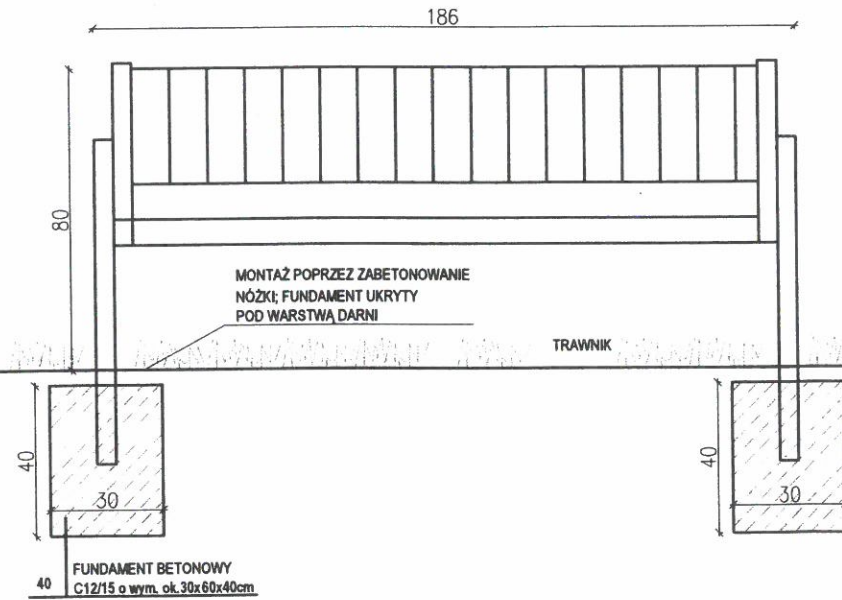 186
80
MONTAŻ POPRZEZ ZABETONOWANIE
NÓŻKI; FUNDAMENT UKRYTY
POD WARSTWĄ DARNI
TRAWNIK
40
30
40
30
FUNDAMENT BETONOWY
40 C12/15 o wym. ok.30x60x40cm